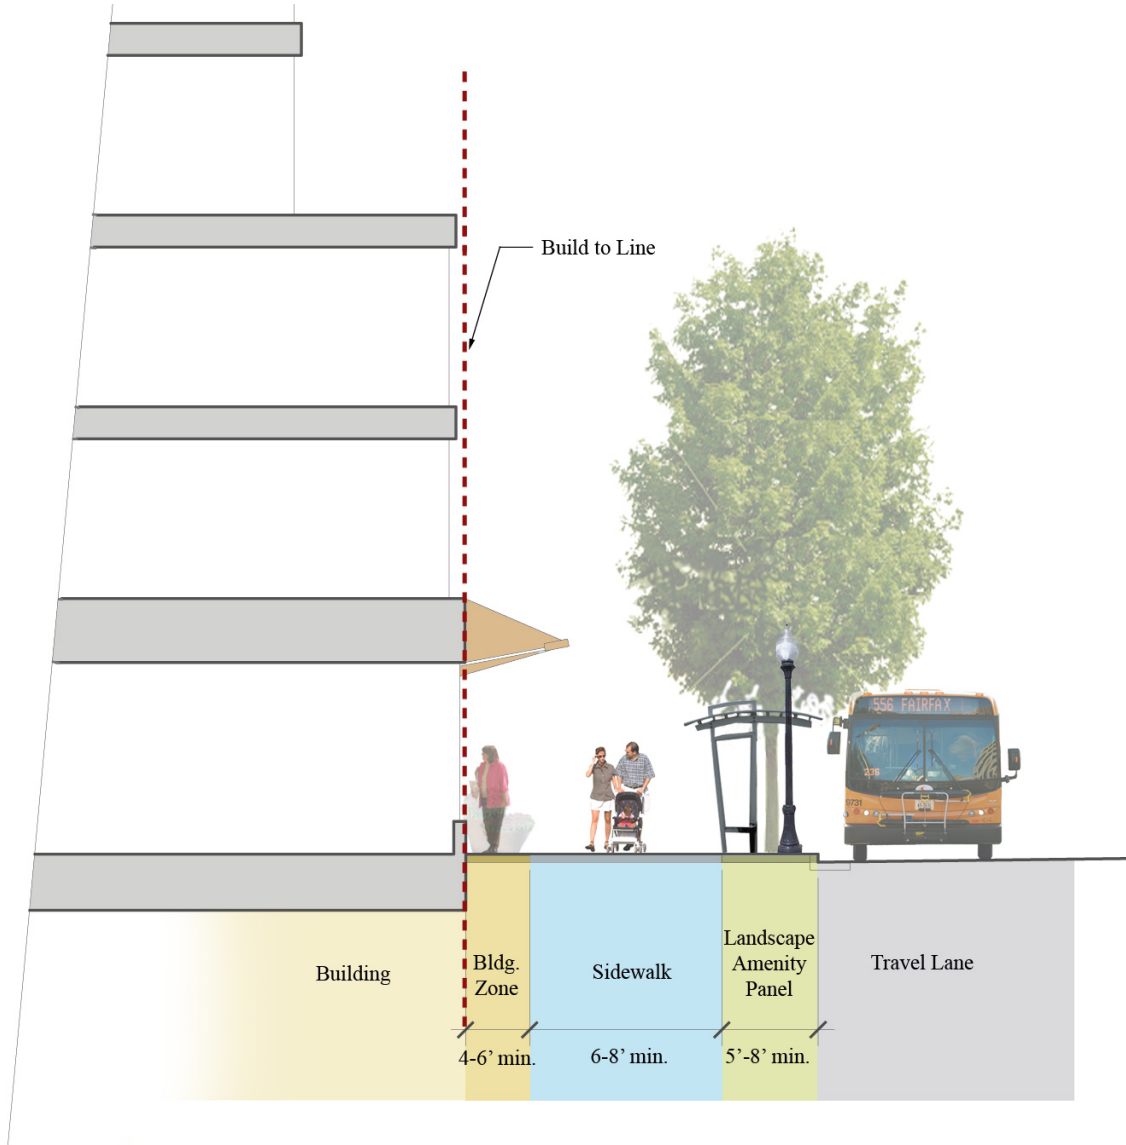 Build to Line
556 FAIRFAX
Building
Bldg.
Zone
Sidewalk
Landscape
Amenity
Panel
Travel Lane
4-6’ min.
6-8’ min.
5’-8’ min.